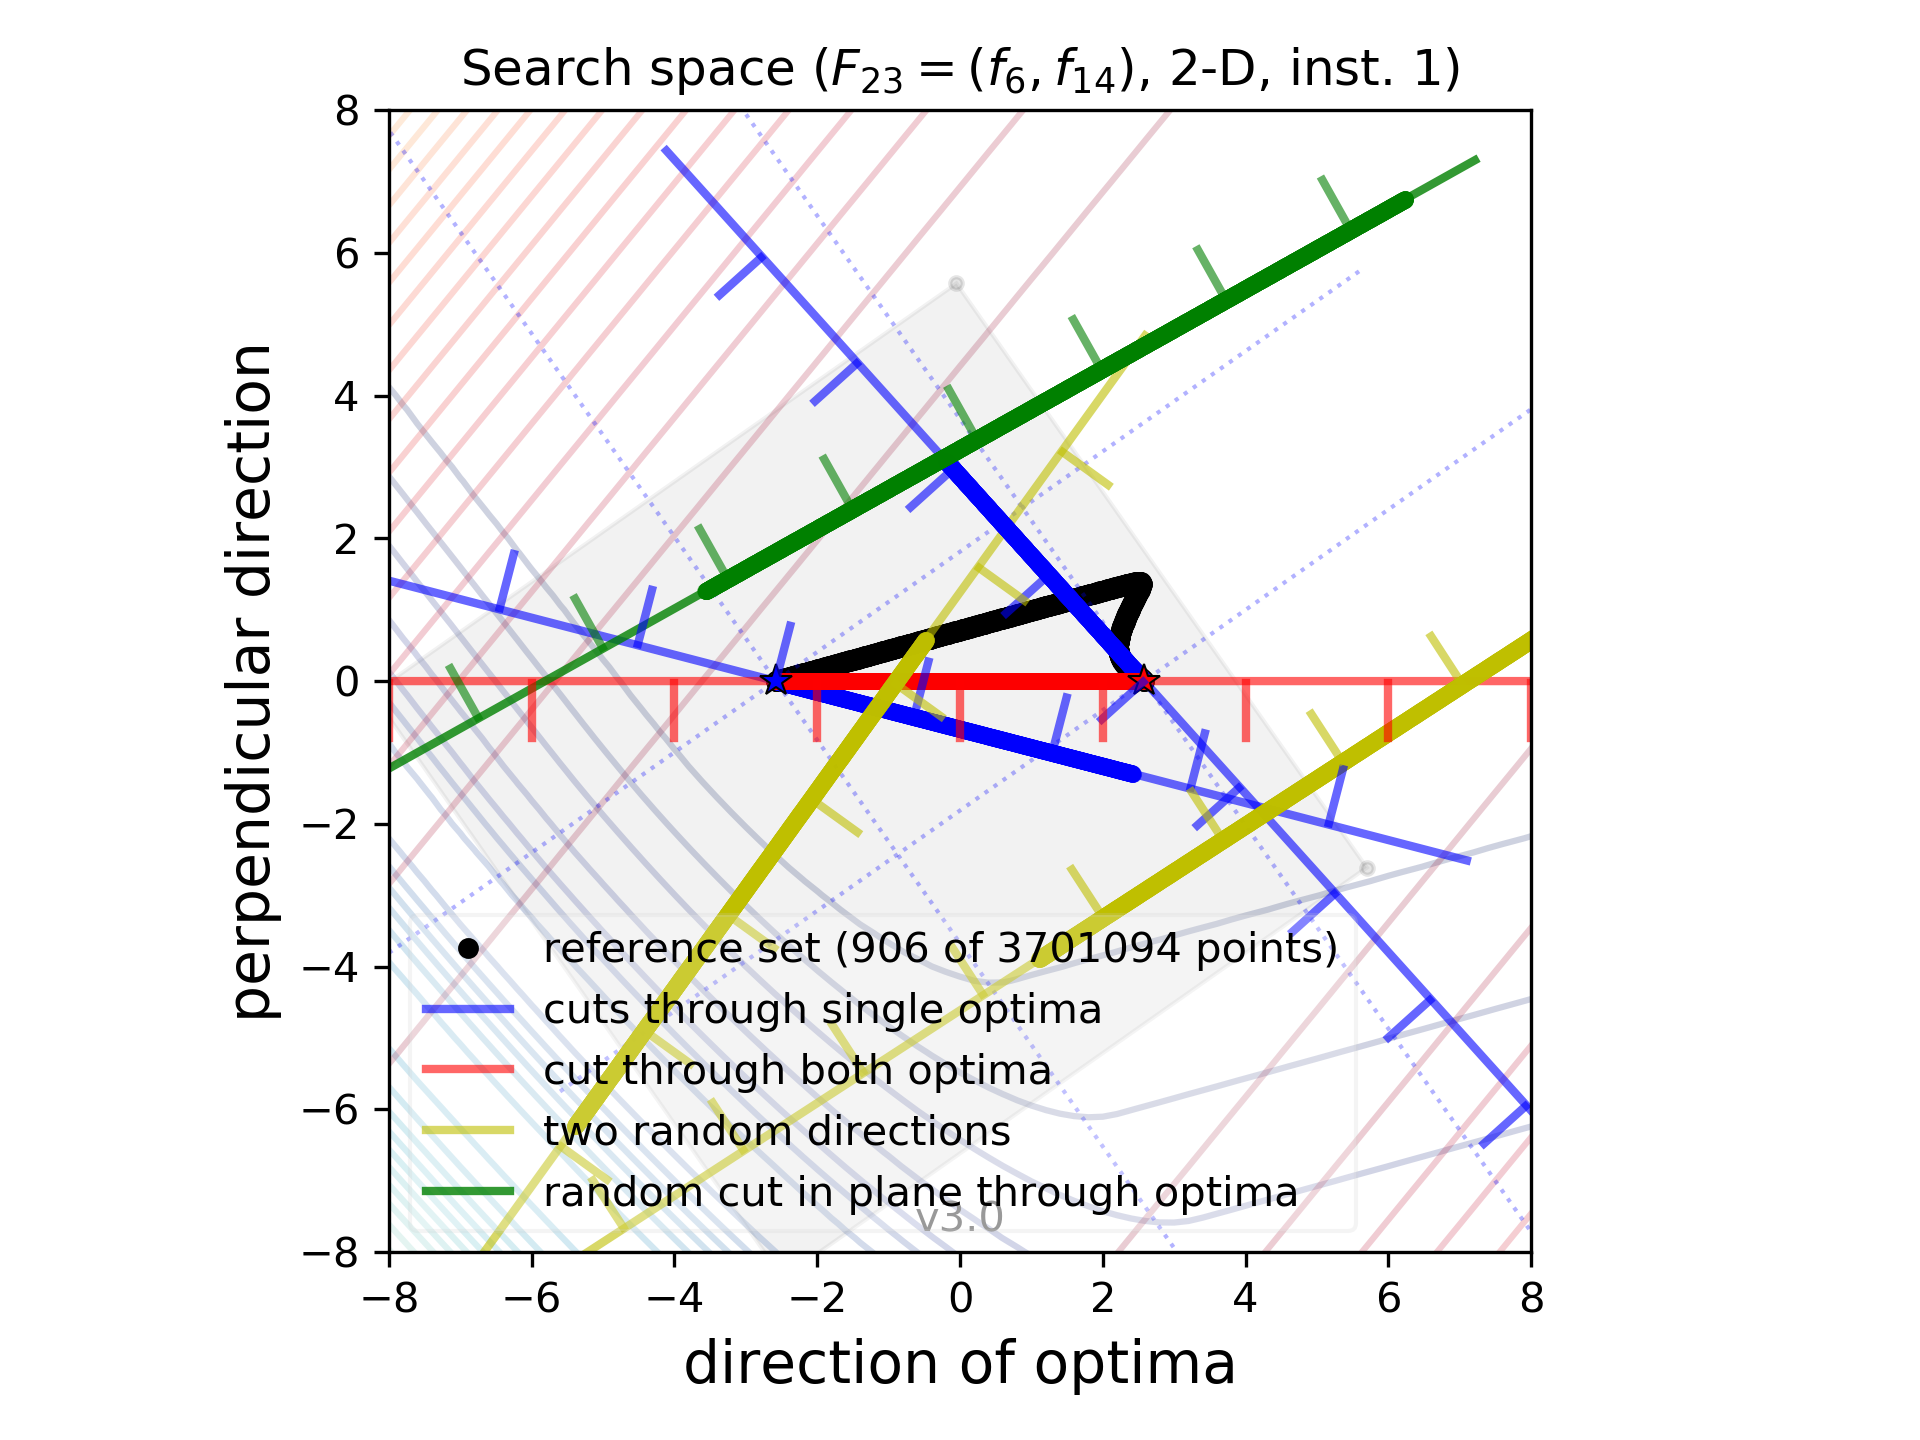 Search space (F₂₃ = (f₆, f₁₄), 2-D, inst. 1)
8
6
4
2
0
−2
−4
−6
−8
perpendicular direction
reference set (906 of 3701094 points)
cuts through single optima
cut through both optima
two random directions
random cut in plane through optima
v3.0
−8 −6 −4 −2 0 2 4 6 8
direction of optima